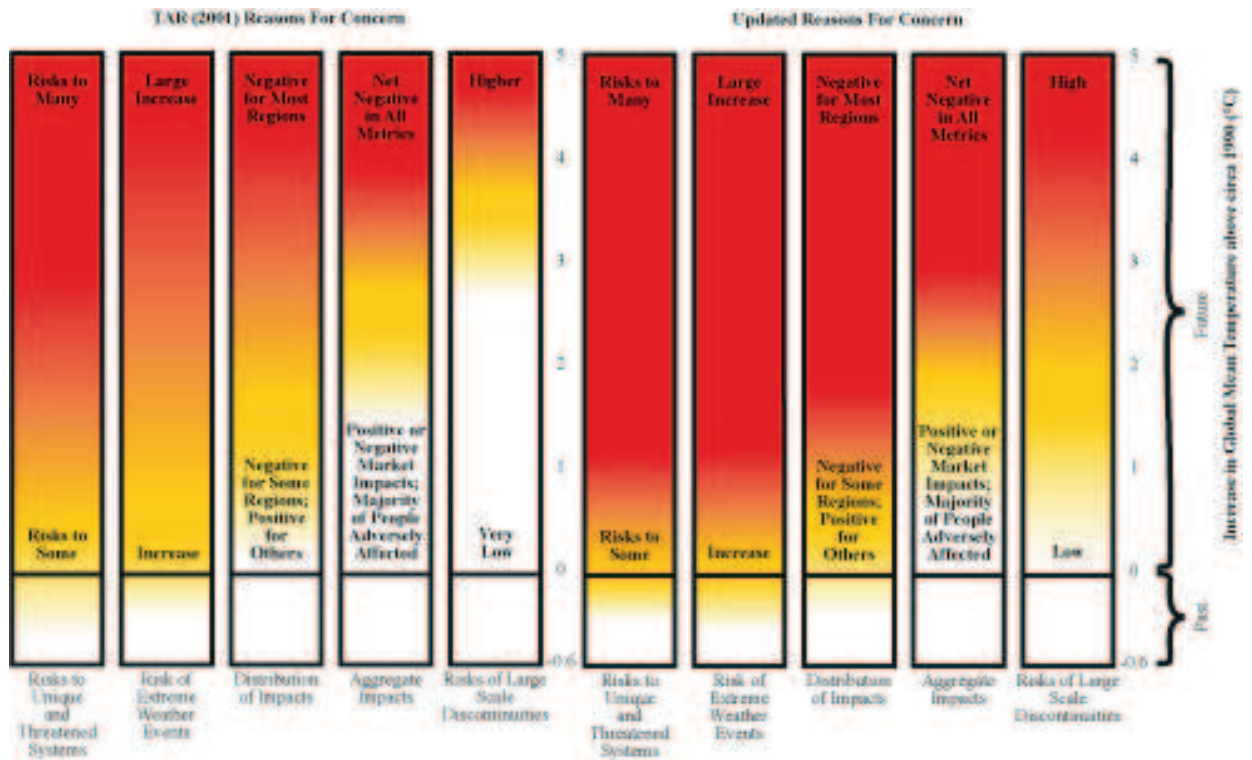 TAR (2001) Reasons For Concern
Updated Reasons For Concern
Risks to
Many
Large
Increase
Negative
for Most
Regions
Net
Negative
in All
Metrics
Higher
Risks to
Some
Increase
Negative
for Some
Regions;
Positive
for
Others
Positive or
Negative
Market
Impacts;
Majority
of People
Adversely
Affected
Very
Low
5
4
3
2
1
0
-0.6
Risks to
Many
Large
Increase
Negative
for Most
Regions
Net
Negative
in All
Metrics
High
Risks to
Some
Increase
Negative
for Some
Regions;
Positive
for
Others
Positive or
Negative
Market
Impacts;
Majority
of People
Adversely
Affected
Low
5
4
3
2
1
0
-0.6
Future
Past
Increase in Global Mean Temperature above circa 1990 (°C)
Risks to
Unique
and
Threatened
Systems
Risk of
Extreme
Weather
Events
Distribution
of Impacts
Aggregate
Impacts
Risks of Large
Scale
Discontinuities
Risks to
Unique
and
Threatened
Systems
Risk of
Extreme
Weather
Events
Distribution
of Impacts
Aggregate
Impacts
Risks of Large
Scale
Discontinuities